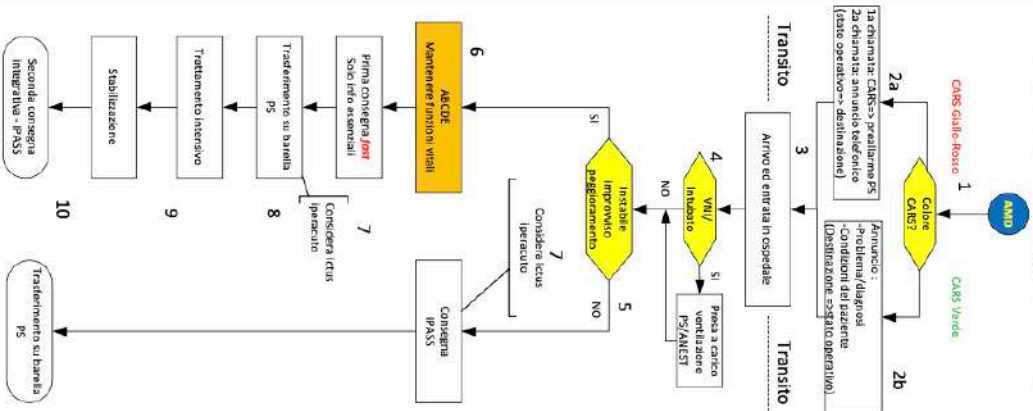 AMD
1
Colore
CARS?
CARS Giallo-Rosso
CARS Verde
2a
1a chiamata: CARS=> preallarme PS
2a chiamata: annuncio telefonico
(stato operativo=> destinazione)
2b
Annuncio :
-Problema/diagnosi
-Condizioni del paziente
(Destinazione =>stato operativo)
Transito
Transito
3
Arrivo ed entrata in ospedale
4
VNI/
Intubato
SI
NO
Presa a carico
ventilazione
PS/ANEST
5
Instabile
improvviso
peggioramento
SI
NO
6
ABCDE
Mantenere funzioni vitali
7
Considera ictus
iperacuto
Consegna
IPASS
Prima consegna fast
Solo info essenziali
7
Considera ictus
iperacuto
Trasferimento su barella
PS
8
Trattamento intensivo
9
Stabilizzazione
10
Seconda consegna
integrativa - IPASS
Trasferimento su barella
PS